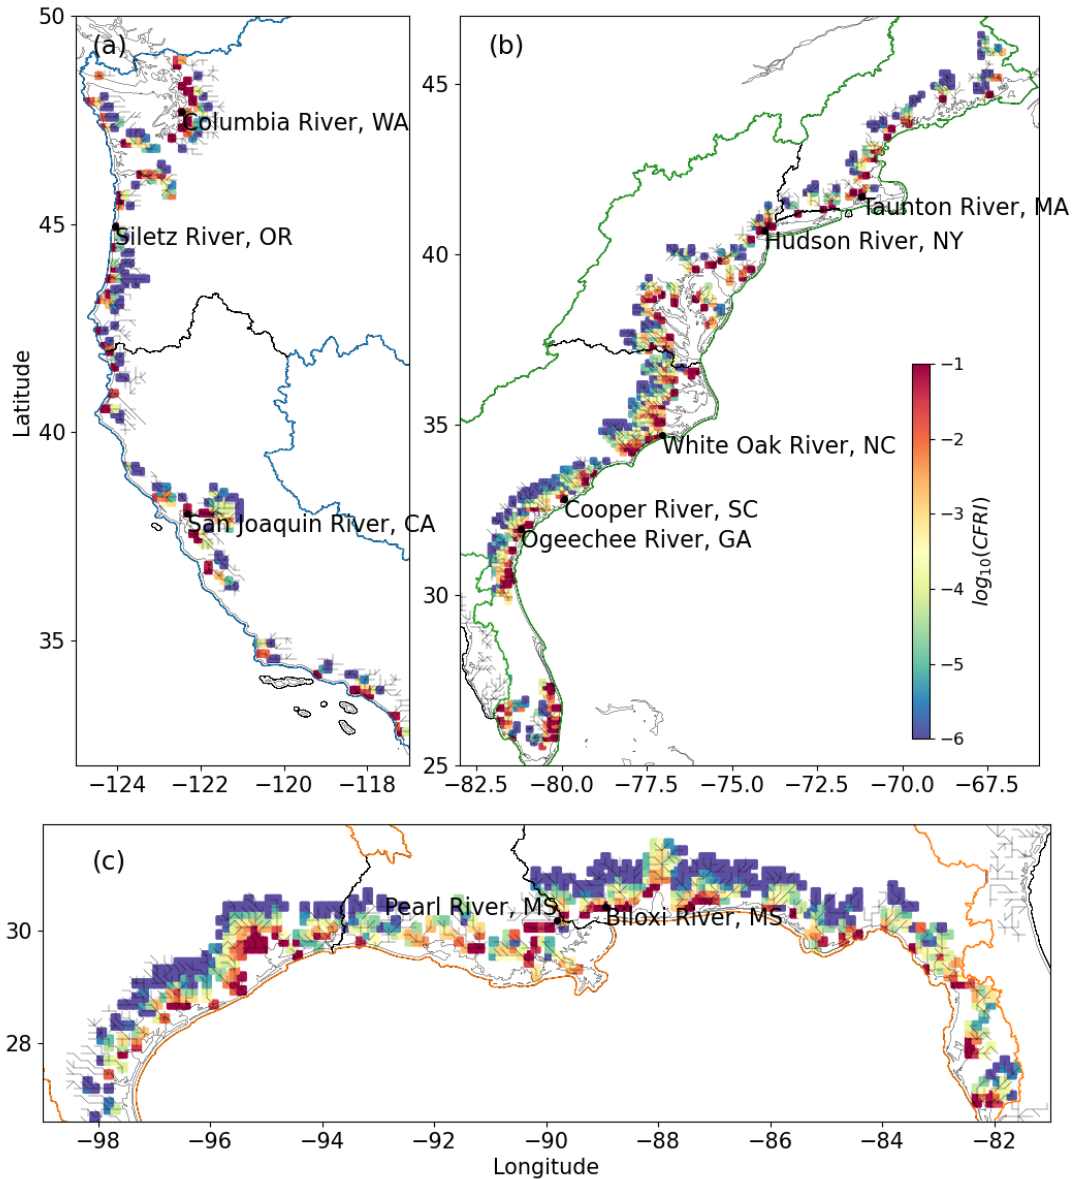 (a)
50
45
40
35
Latitude
Columbia River, WA
Siletz River, OR
San Joaquin River, CA
−124
−122
−120
−118
(b)
45
40
35
30
25
Taunton River, MA
Hudson River, NY
White Oak River, NC
Cooper River, SC
Ogeechee River, GA
−82.5
−80.0
−77.5
−75.0
−72.5
−70.0
−67.5
−1
−2
−3
−4
−5
−6
log10(CFRI)
(c)
30
28
Pearl River, MS
Biloxi River, MS
−98
−96
−94
−92
−90
−88
−86
−84
−82
Longitude